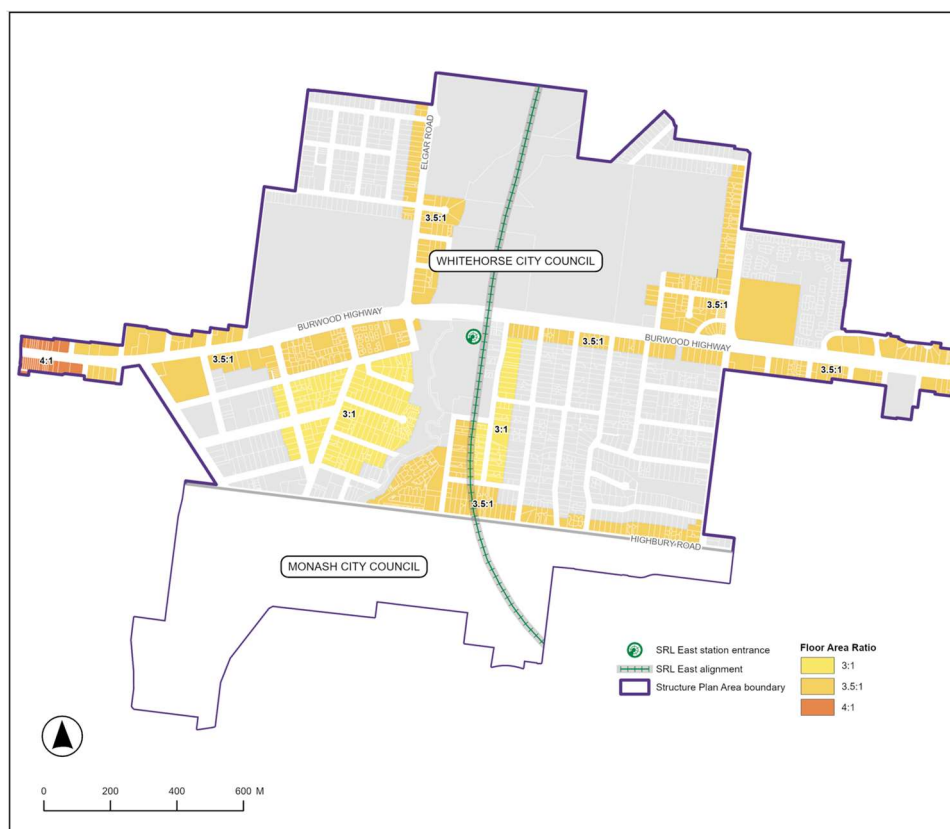 ELGAR ROAD
3.5:1
WHITEHORSE CITY COUNCIL
3.5:1
BURWOOD HIGHWAY
BURWOOD HIGHWAY
4:1
3.5:1
3.5:1
3.5:1
3:1
3:1
3.5:1
HIGHBURY ROAD
MONASH CITY COUNCIL
SRL East station entrance
SRL East alignment
Structure Plan Area boundary
Floor Area Ratio
3:1
3.5:1
4:1
0 200 400 600 M